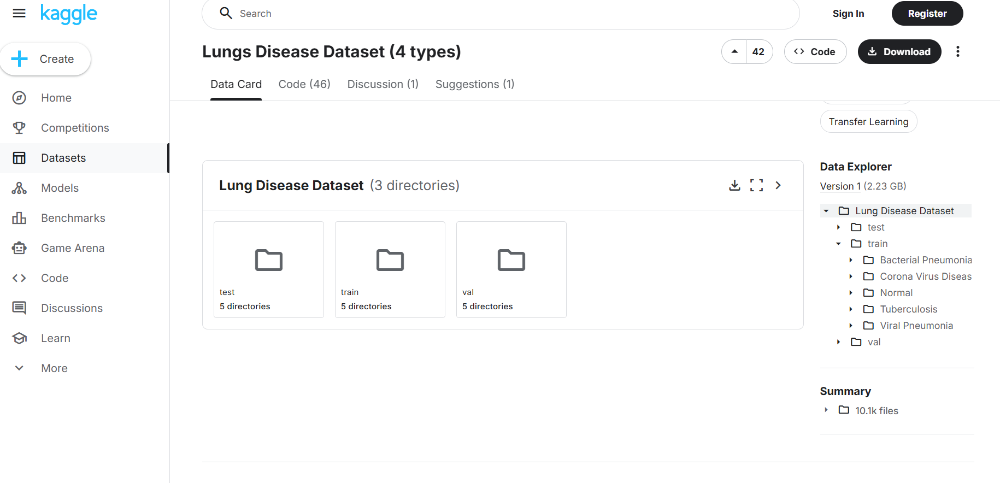 kaggle
Search
Sign In
Register
Create
Home
Competitions
Datasets
Models
Benchmarks
Game Arena
Code
Discussions
Learn
More
Lungs Disease Dataset (4 types)
42
Code
Download
Data Card
Code (46)
Discussion (1)
Suggestions (1)
Transfer Learning
Lung Disease Dataset (3 directories)
test
5 directories
train
5 directories
val
5 directories
Data Explorer
Version 1 (2.23 GB)
Lung Disease Dataset
test
train
Bacterial Pneumonia
Corona Virus Diseas
Normal
Tuberculosis
Viral Pneumonia
val
Summary
10.1k files